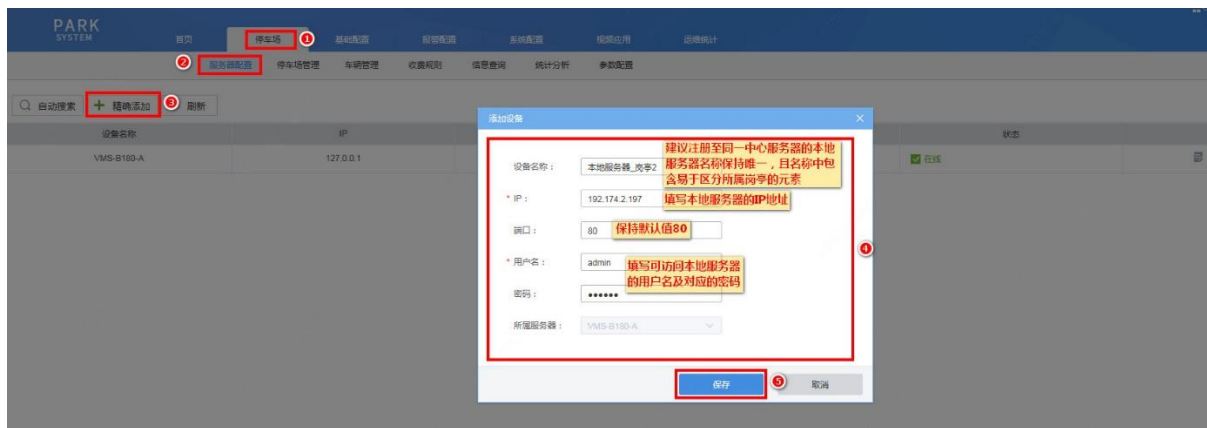 PARK
SYSTEM
首页 停车场 ① 基础配置 报警配置 系统配置 视频应用 运维统计
② 服务器配置 停车场管理 车辆管理 收费规则 信息查询 统计分析 参数配置
自动搜索 精确添加 ③ 刷新
设备名称 IP 状态
VMS-B180-A 127.0.0.1 在线
添加设备
建议注册至同一中心服务器的本地
服务器名称保持唯一，且名称中包
含易于区分所属岗亭的元素
设备名称： 本地服务器_岗亭2
* IP： 192.174.2.197 填写本地服务器的IP地址
端口： 80 保持默认值80
④
* 用户名： admin 填写可访问本地服务器
的用户名及对应的密码
密码： ●●●●●●
所属服务器： VMS-B180-A
保存 ⑤ 取消